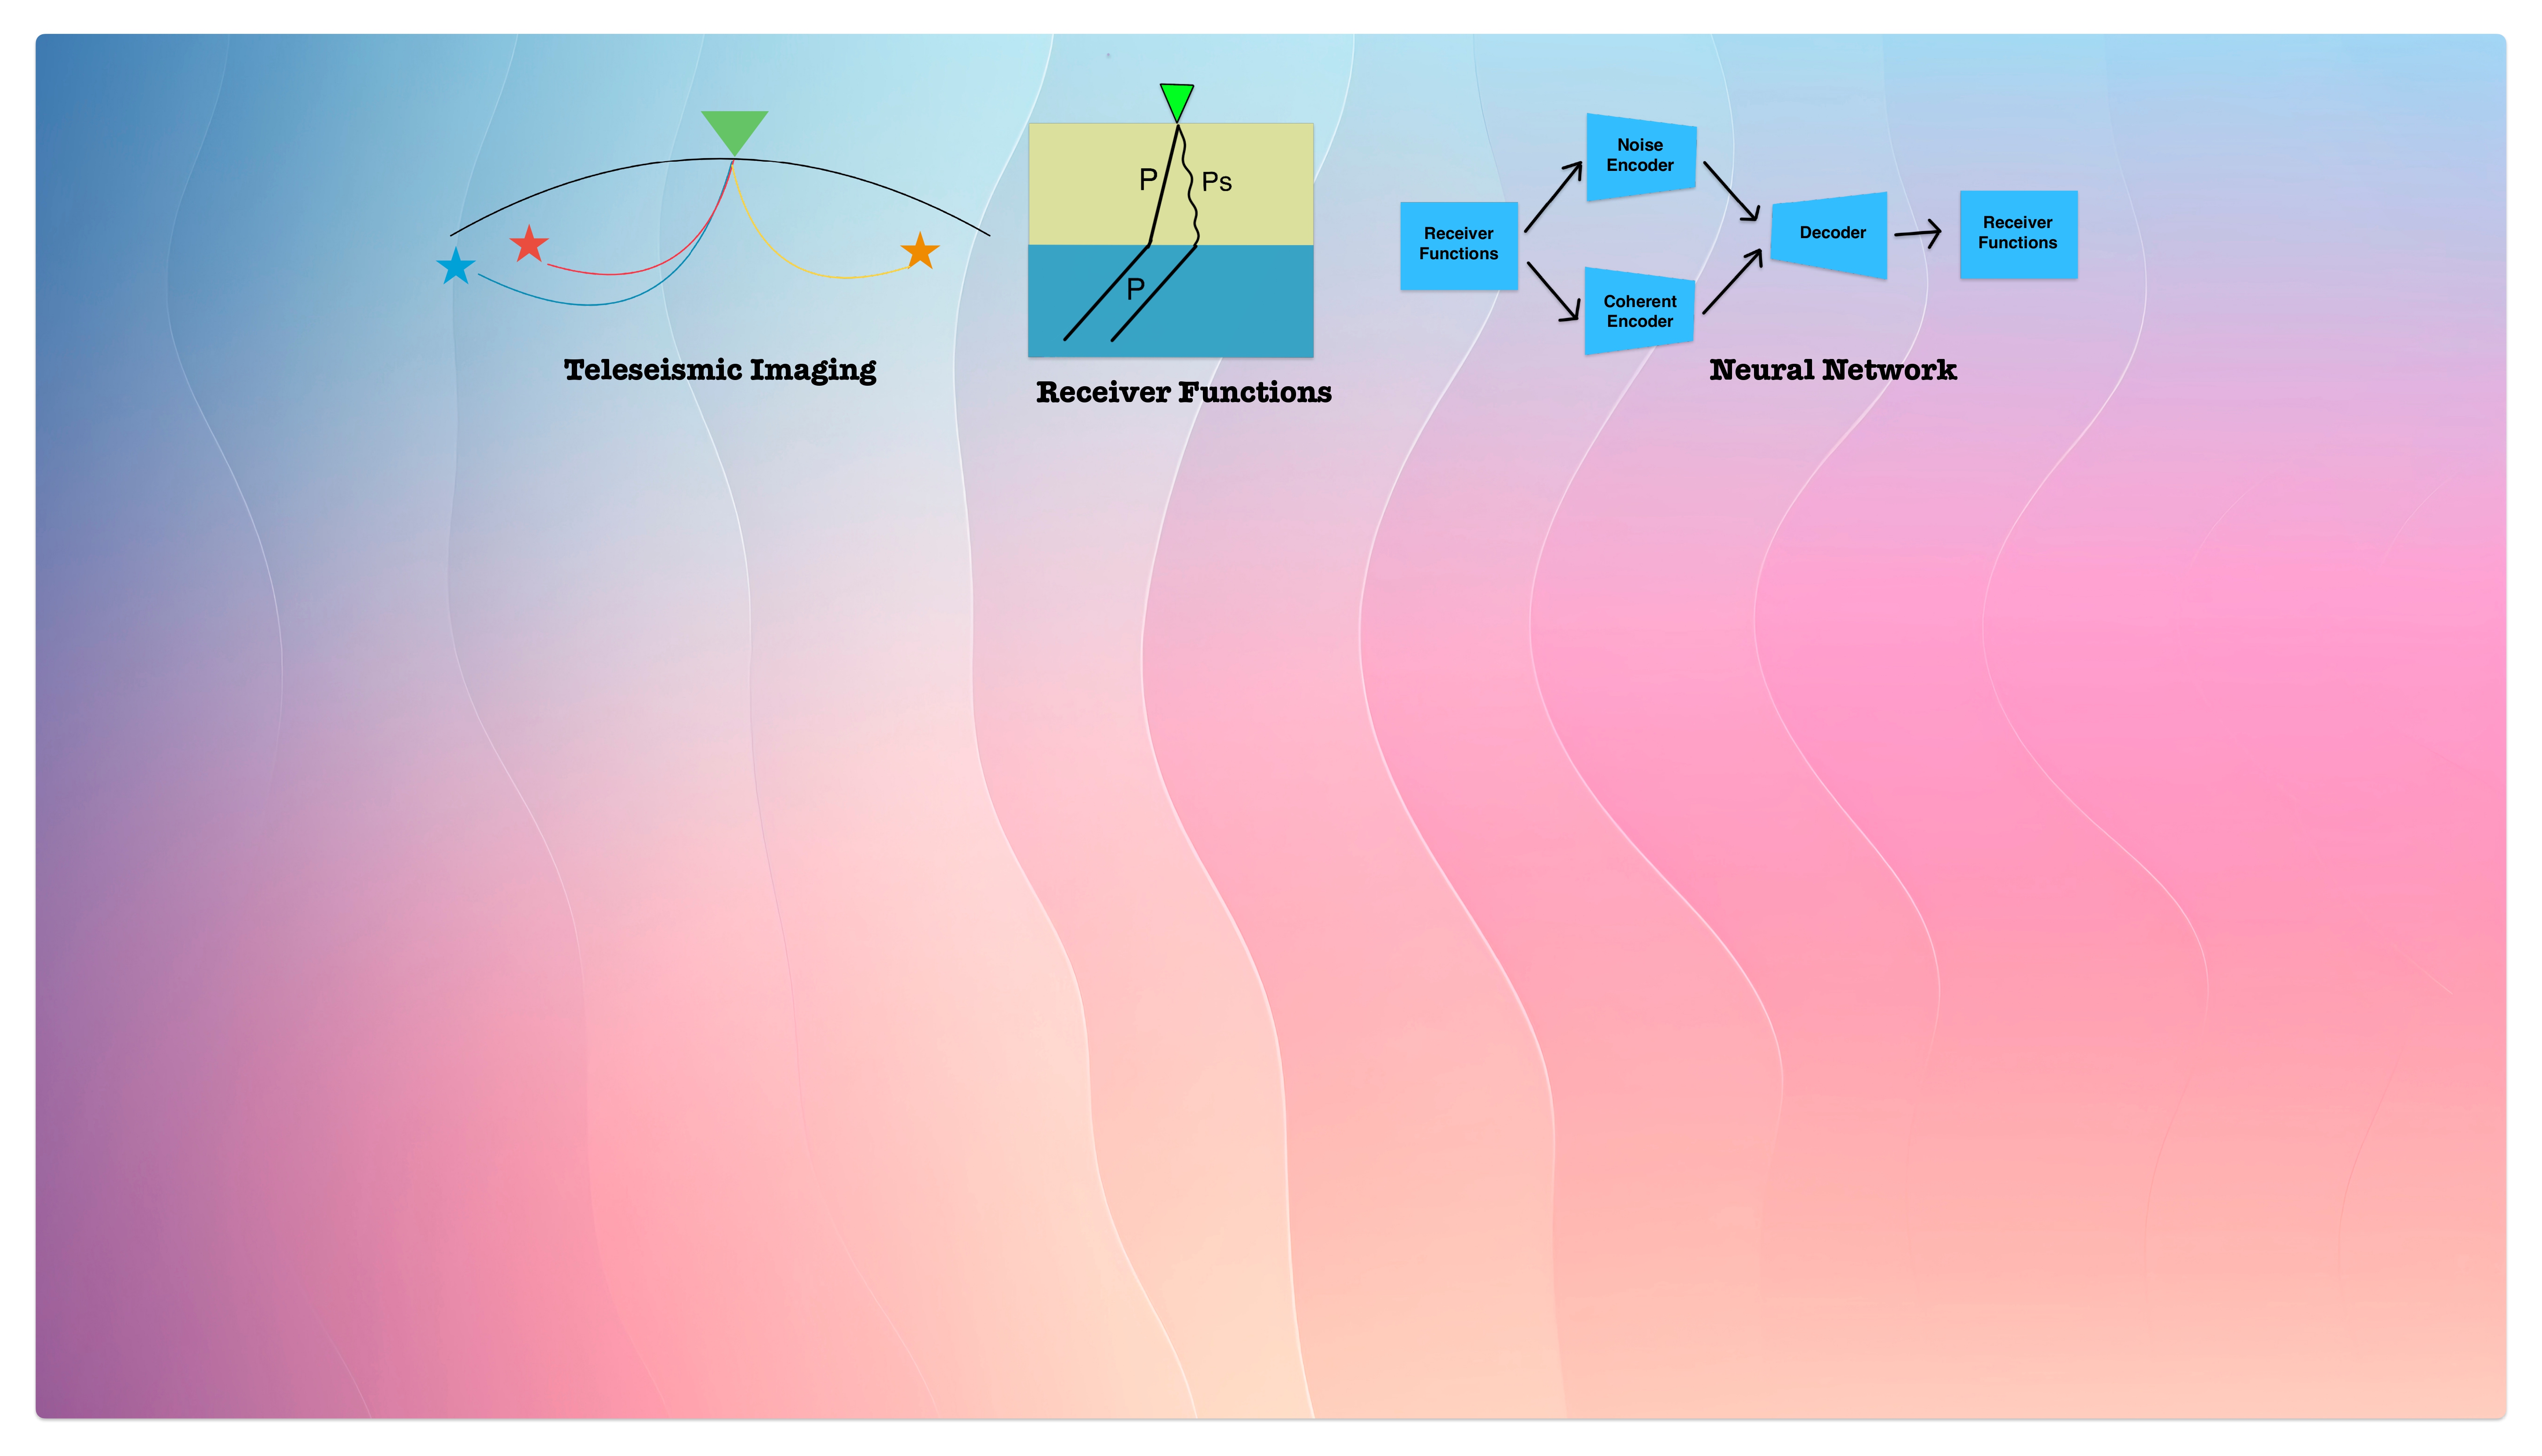 Teleseismic Imaging
P
Ps
P
Receiver Functions
Receiver
Functions
Noise
Encoder
Coherent
Encoder
Decoder
Receiver
Functions
Neural Network